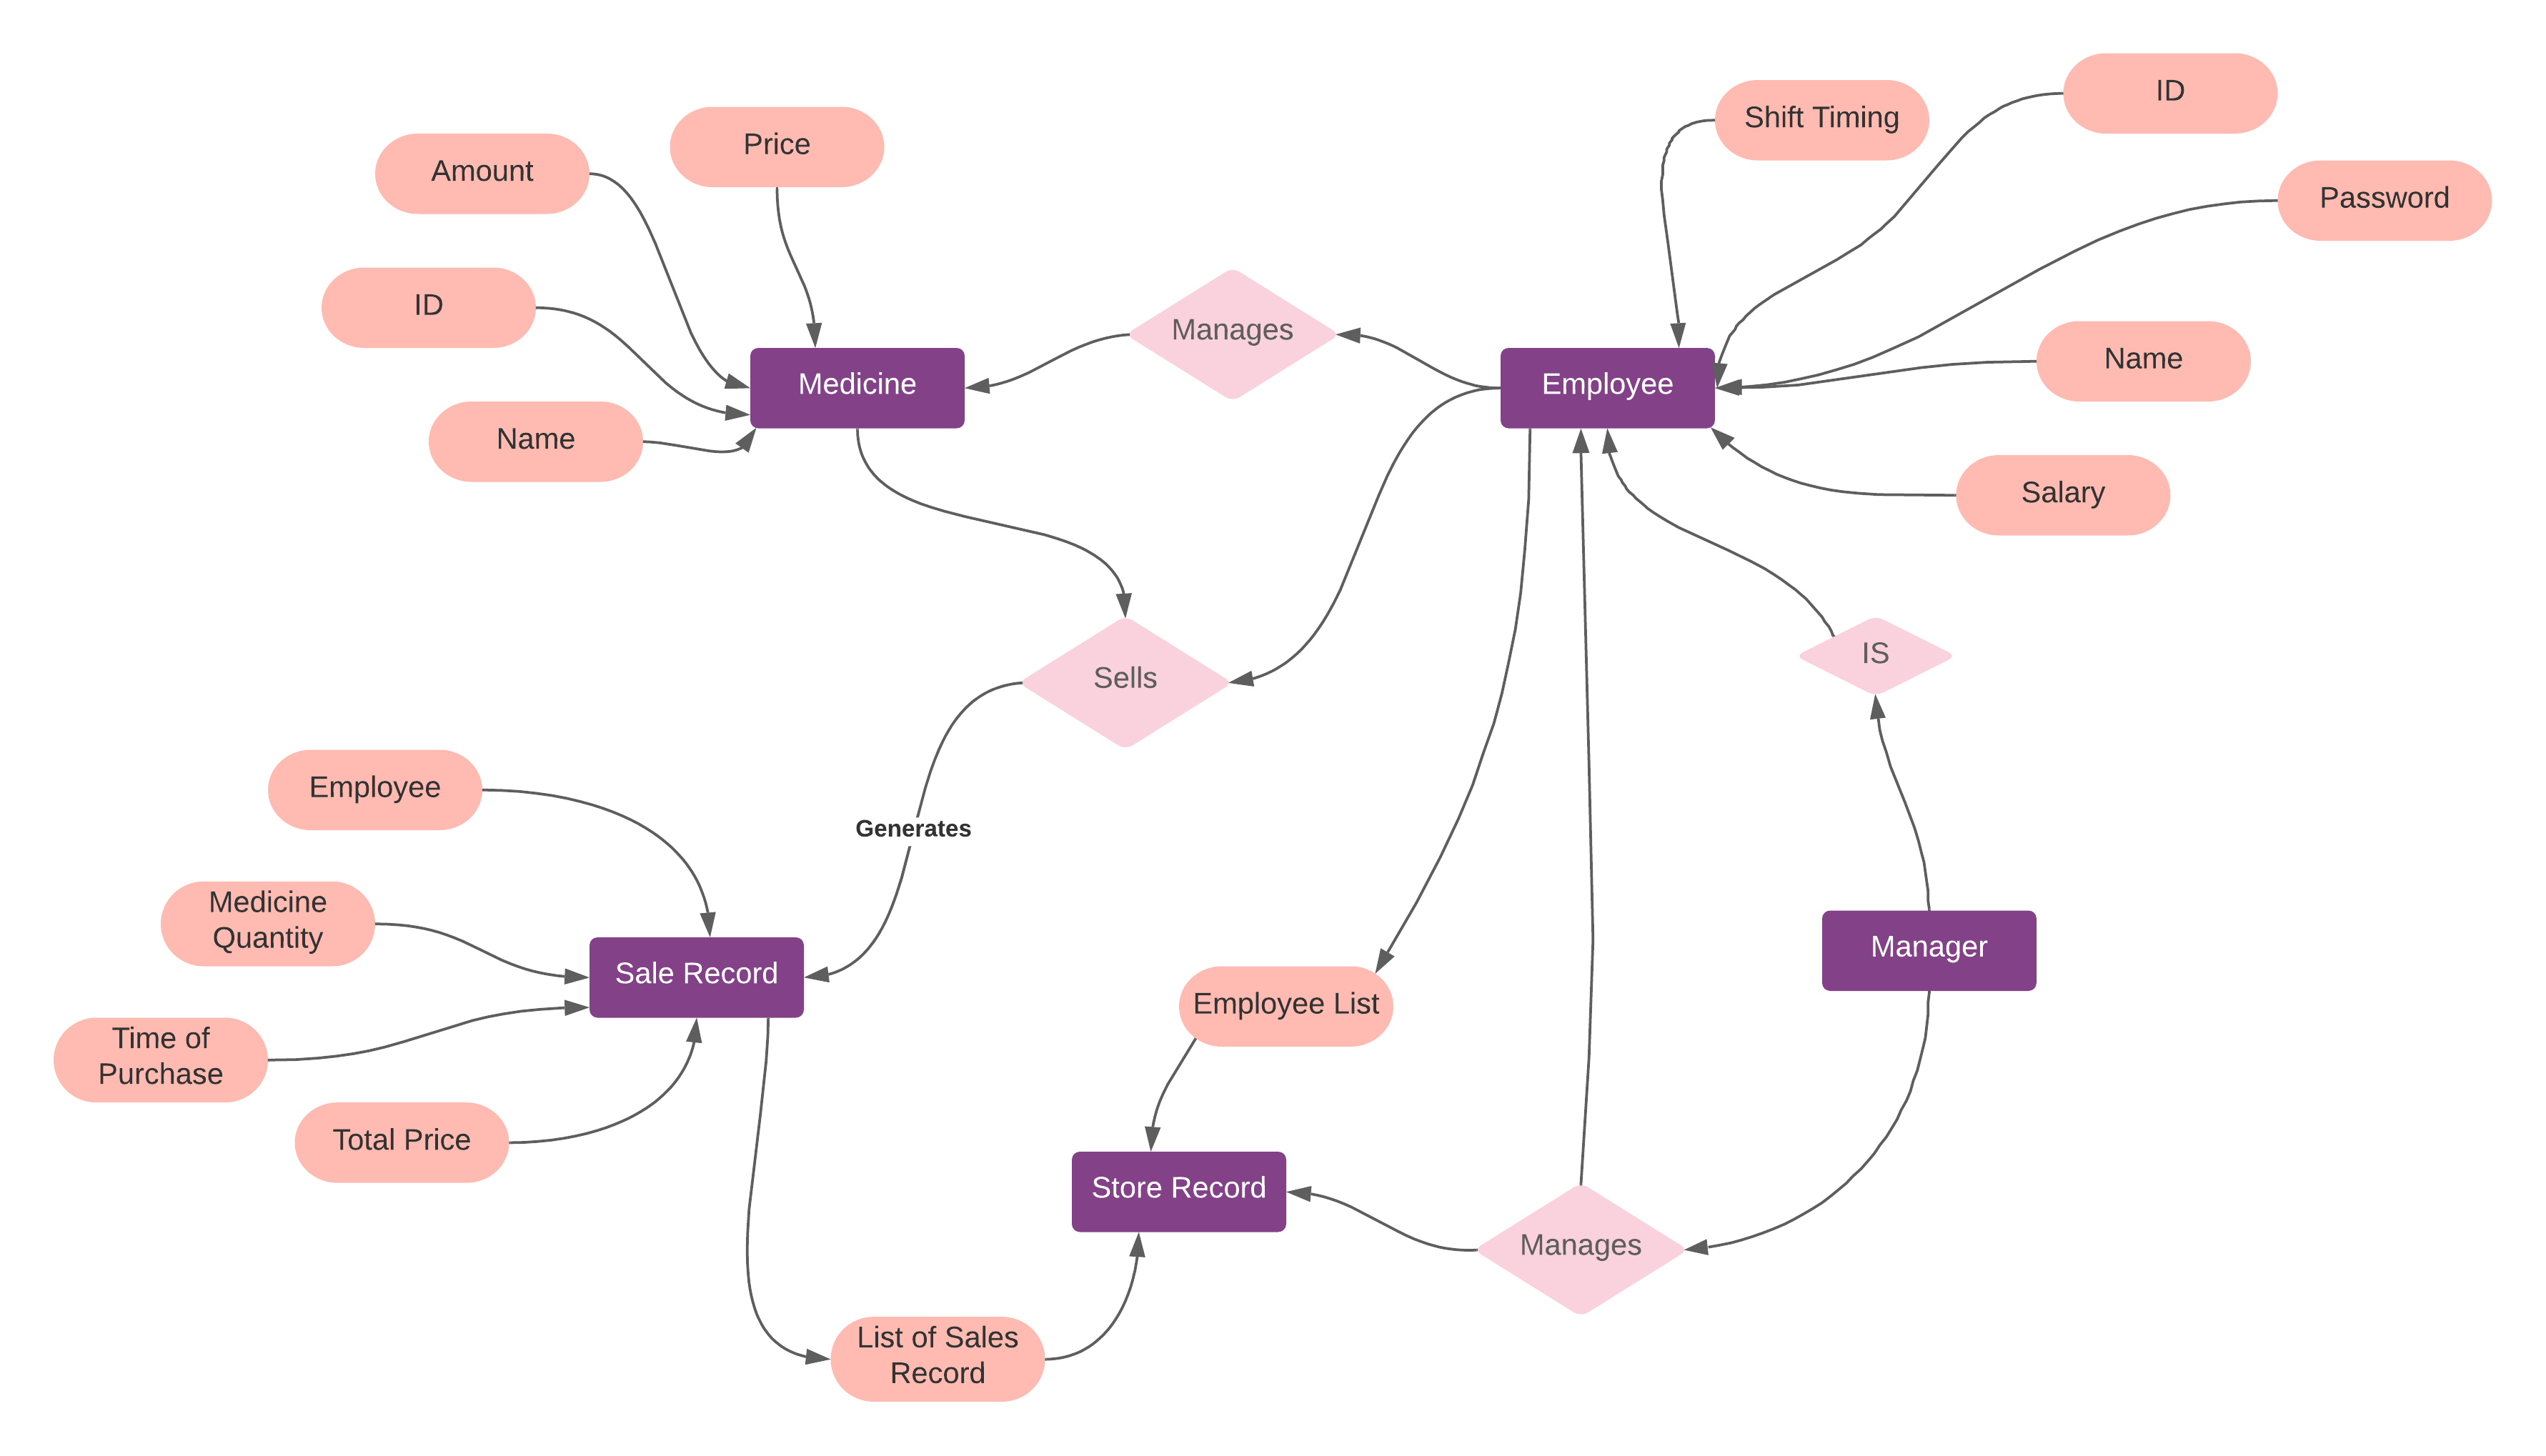 ID
Shift Timing
Price
Amount
Password
ID
Manages
Name
Medicine
Employee
Name
Salary
IS
Sells
Employee
Generates
Medicine
Quantity
Manager
Sale Record
Employee List
Time of
Purchase
Total Price
Store Record
Manages
List of Sales
Record